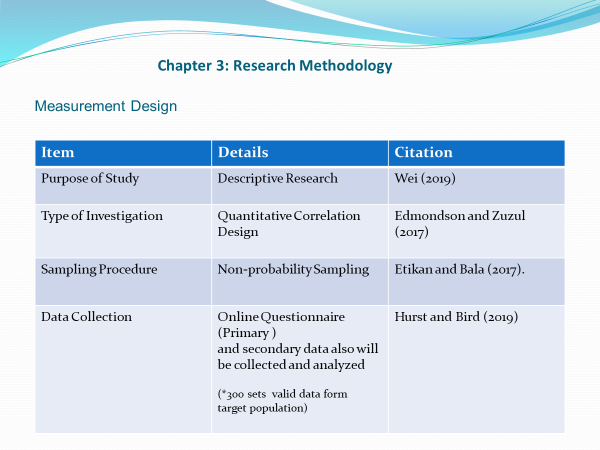 Chapter 3: Research Methodology
Measurement Design
Item
Details
Citation
Purpose of Study
Descriptive Research
Wei (2019)
Type of Investigation
Quantitative Correlation
Design
Edmondson and Zuzul
(2017)
Sampling Procedure
Non-probability Sampling
Etikan and Bala (2017).
Data Collection
Online Questionnaire
(Primary )
and secondary data also will
be collected and analyzed
(*300 sets  valid data form
target population)
Hurst and Bird (2019)